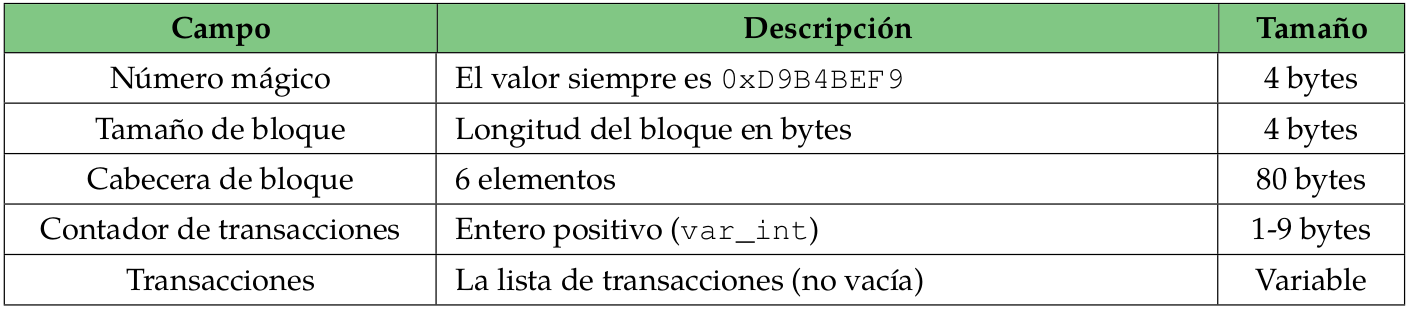 Campo Descripción Tamaño
Número mágico El valor siempre es 0xD9B4BEF9 4 bytes
Tamaño de bloque Longitud del bloque en bytes 4 bytes
Cabecera de bloque 6 elementos 80 bytes
Contador de transacciones Entero positivo (var_int) 1-9 bytes
Transacciones La lista de transacciones (no vacía) Variable